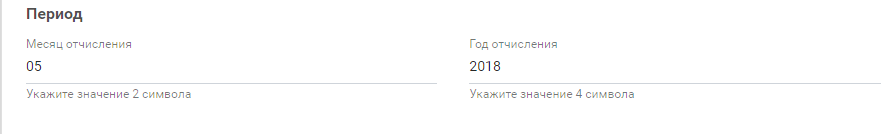 Период
Месяц отчисления
05
Укажите значение 2 символа
Год отчисления
2018
Укажите значение 4 символа